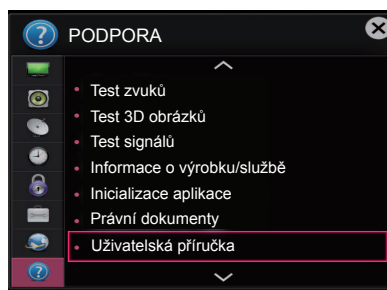 PODPORA
Test zvuků
Test 3D obrázků
Test signálů
Informace o výrobku/službě
Inicializace aplikace
Právní dokumenty
Uživatelská příručka